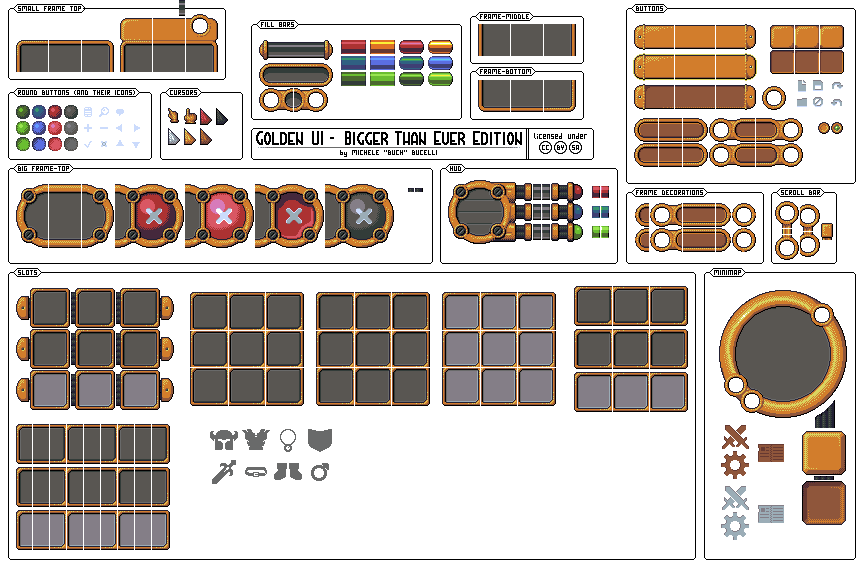 SMALL FRAME TOP
FILL BARS
FRAME-MIDDLE
BUTTONS
FRAME-BOTTOM
ROUND BUTTONS (AND THEIR ICONS)
CURSORS
GOLDEN UI - BIGGER THAN EVER EDITION
by MICHELE "BUCH" BUCELLI
licensed under
CC BY SA
BIG FRAME-TOP
HUD
FRAME DECORATIONS
SCROLL BAR
SLOTS
MINIMAP